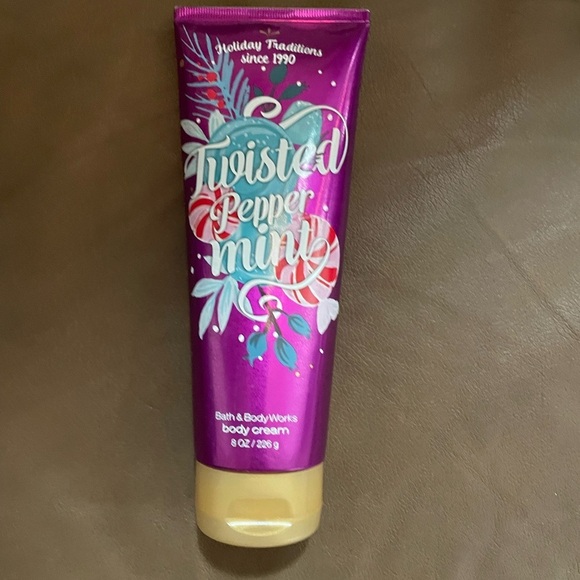 Holiday Traditions
since 1990
Twisted
Pepper
mint
Bath & Body Works
body cream
8 OZ / 226 g